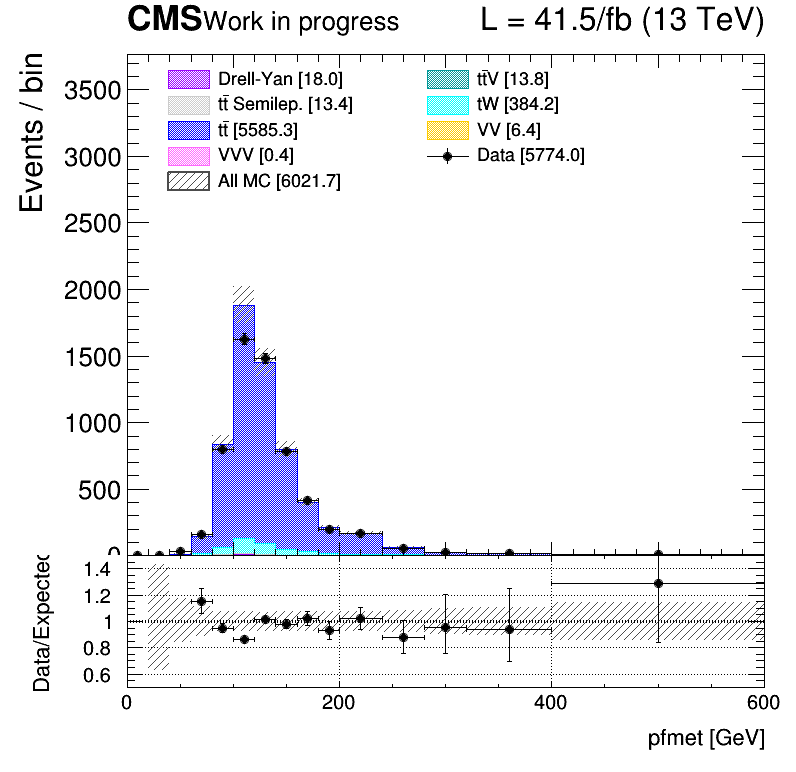 CMS Work in progress L = 41.5/fb (13 TeV)
Events / bin
3500
3000
2500
2000
1500
1000
500
0
Drell-Yan [18.0]
tt̄ Semilep. [13.4]
tt̄ [5585.3]
VVV [0.4]
All MC [6021.7]
tt̄V [13.8]
tW [384.2]
VV [6.4]
Data [5774.0]
Data/Expected
1.4
1.2
1
0.8
0.6
0 200 400 600
pfmet [GeV]